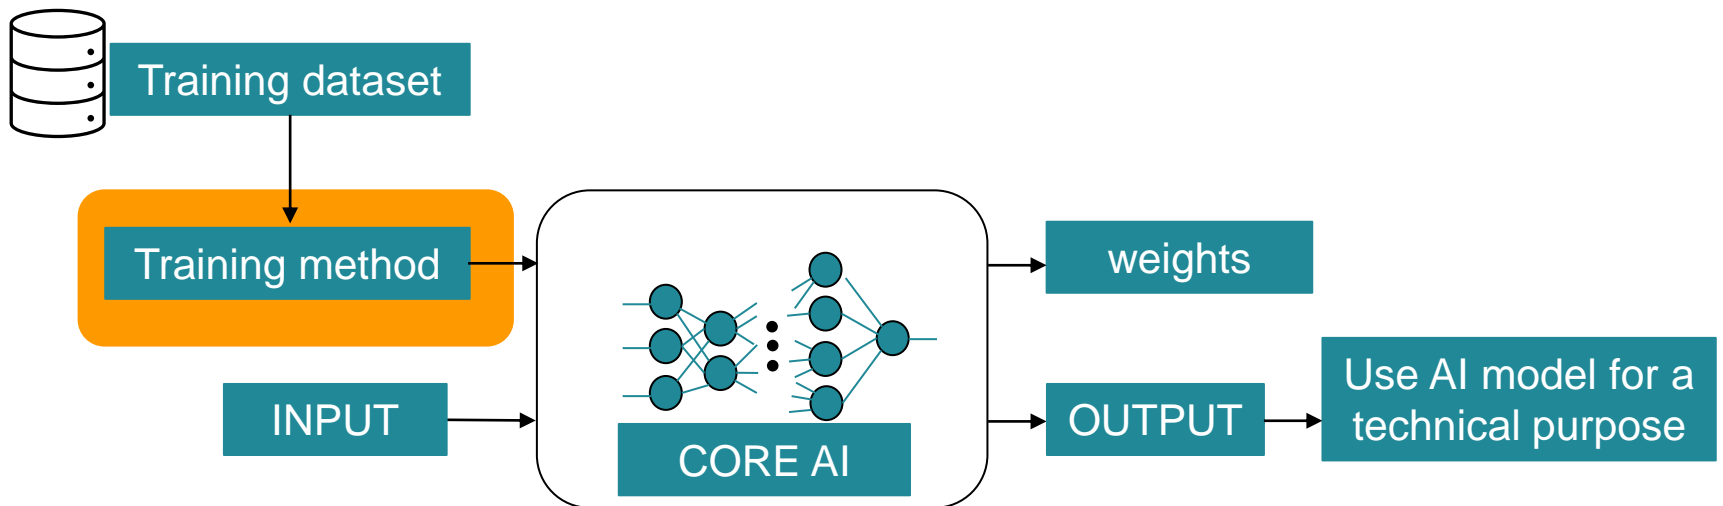 Training dataset
Training method
weights
INPUT
CORE AI
OUTPUT
Use AI model for a
technical purpose